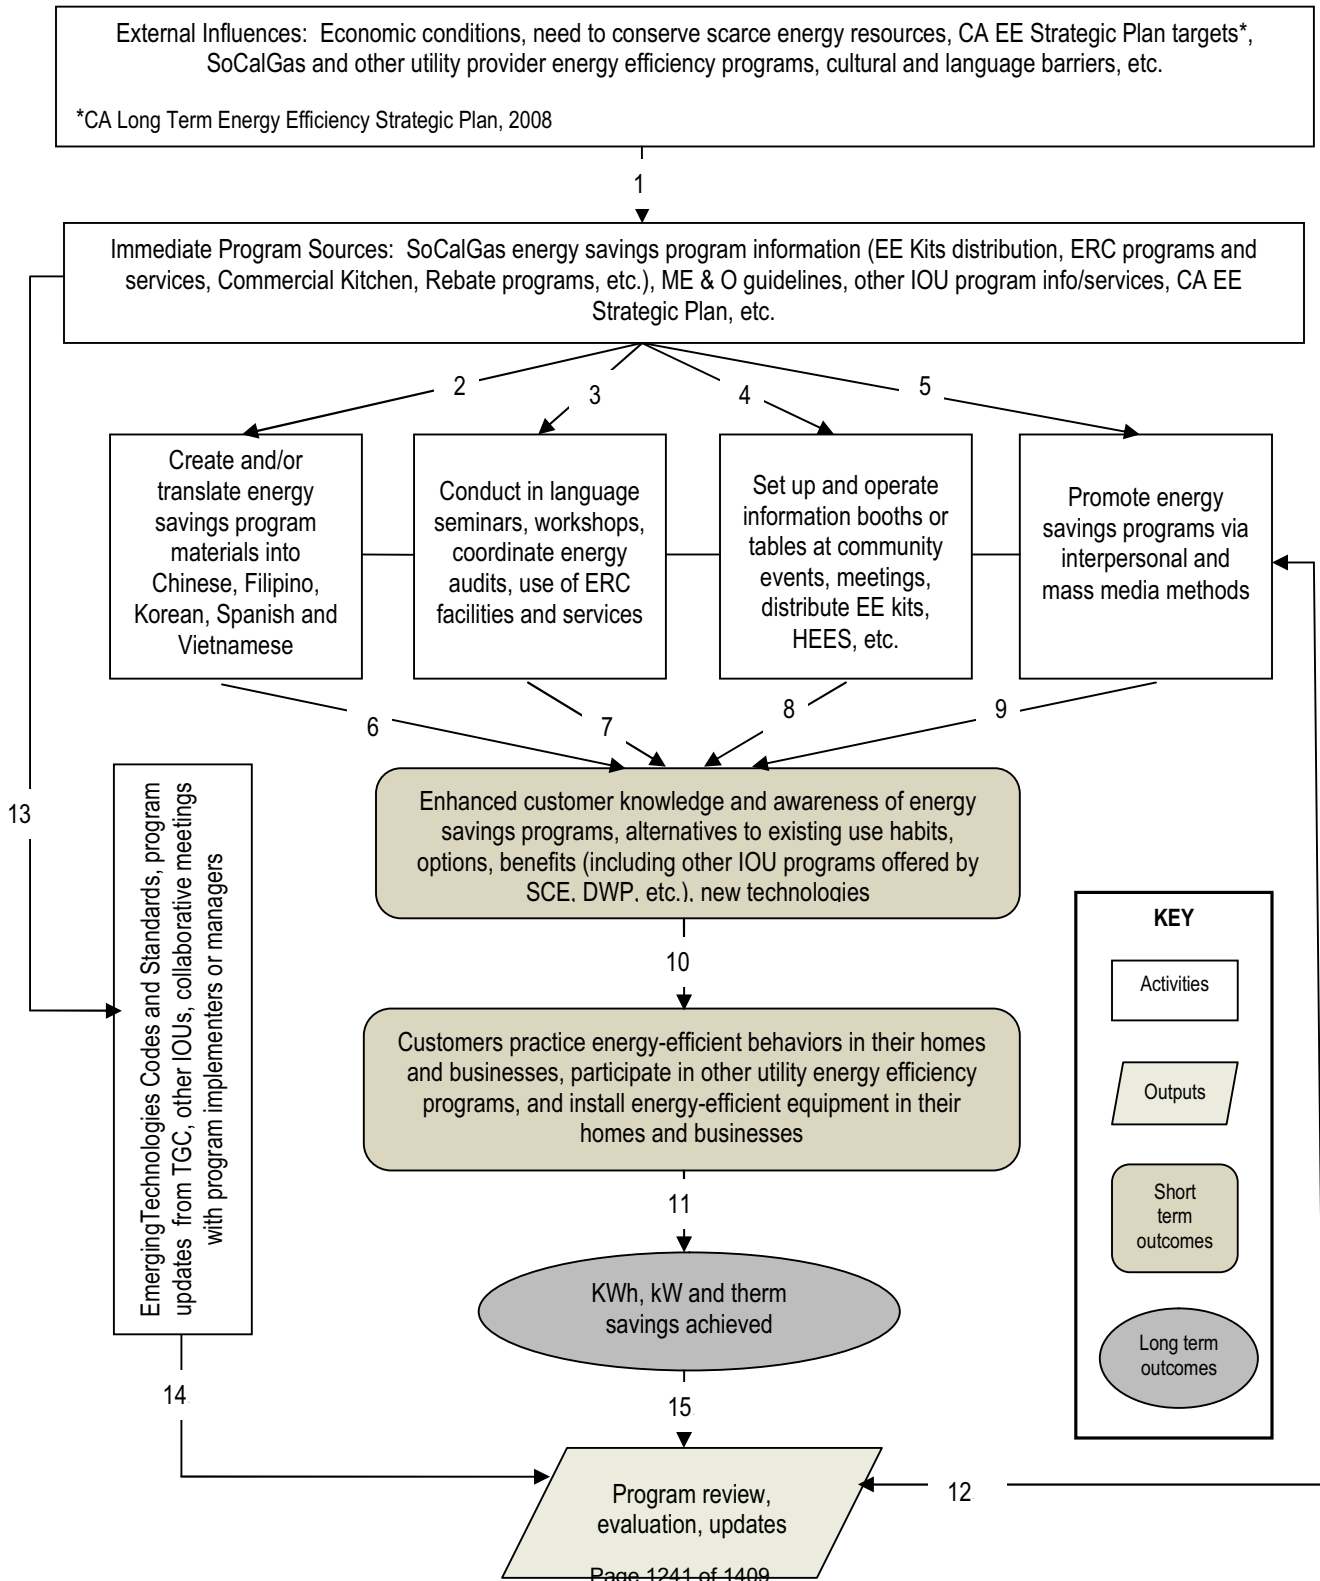 External Influences: Economic conditions, need to conserve scarce energy resources, CA EE Strategic Plan targets*,
SoCalGas and other utility provider energy efficiency programs, cultural and language barriers, etc.
*CA Long Term Energy Efficiency Strategic Plan, 2008
1
Immediate Program Sources: SoCalGas energy savings program information (EE Kits distribution, ERC programs and
services, Commercial Kitchen, Rebate programs, etc.), ME & O guidelines, other IOU program info/services, CA EE
Strategic Plan, etc.
2
3
4
5
Create and/or
translate energy
savings program
materials into
Chinese, Filipino,
Korean, Spanish and
Vietnamese
Conduct in language
seminars, workshops,
coordinate energy
audits, use of ERC
facilities and services
Set up and operate
information booths or
tables at community
events, meetings,
distribute EE kits,
HEES, etc.
Promote energy
savings programs via
interpersonal and
mass media methods
6
7
8
9
13
EmergingTechnologies Codes and Standards, program
updates from TGC, other IOUs, collaborative meetings
with program implementers or managers
Enhanced customer knowledge and awareness of energy
savings programs, alternatives to existing use habits,
options, benefits (including other IOU programs offered by
SCE, DWP, etc.), new technologies
10
Customers practice energy-efficient behaviors in their homes
and businesses, participate in other utility energy efficiency
programs, and install energy-efficient equipment in their
homes and businesses
11
KWh, kW and therm
savings achieved
KEY
Activities
Outputs
Short
term
outcomes
Long term
outcomes
14
15
12
Program review,
evaluation, updates
Page 1241 of 1409